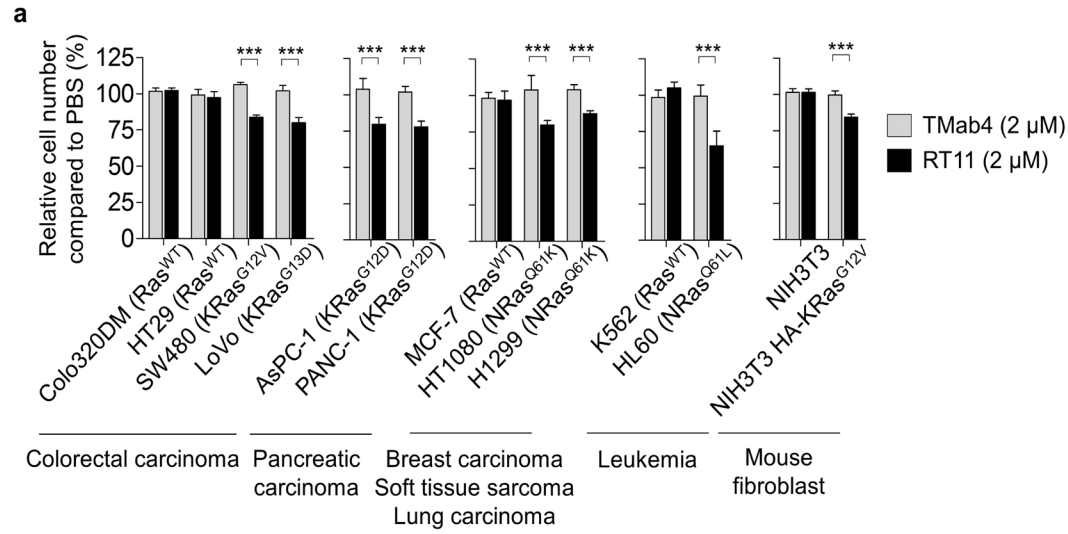 a
Relative cell number
compared to PBS (%)
125
100
75
50
25
0
***
***
***
***
***
***
***
***
TMab4 (2 µM)
RT11 (2 µM)
Colo320DM (Ras^WT)
HT29 (Ras^WT)
SW480 (KRas^G12V)
LoVo (KRas^G13D)
AsPC-1 (KRas^G12D)
PANC-1 (KRas^G12D)
MCF-7 (Ras^WT)
HT1080 (NRas^Q61K)
H1299 (NRas^Q61K)
K562 (Ras^WT)
HL60 (NRas^Q61L)
NIH3T3
NIH3T3 HA-KRas^G12V
Colorectal carcinoma
Pancreatic
carcinoma
Breast carcinoma
Soft tissue sarcoma
Lung carcinoma
Leukemia
Mouse
fibroblast